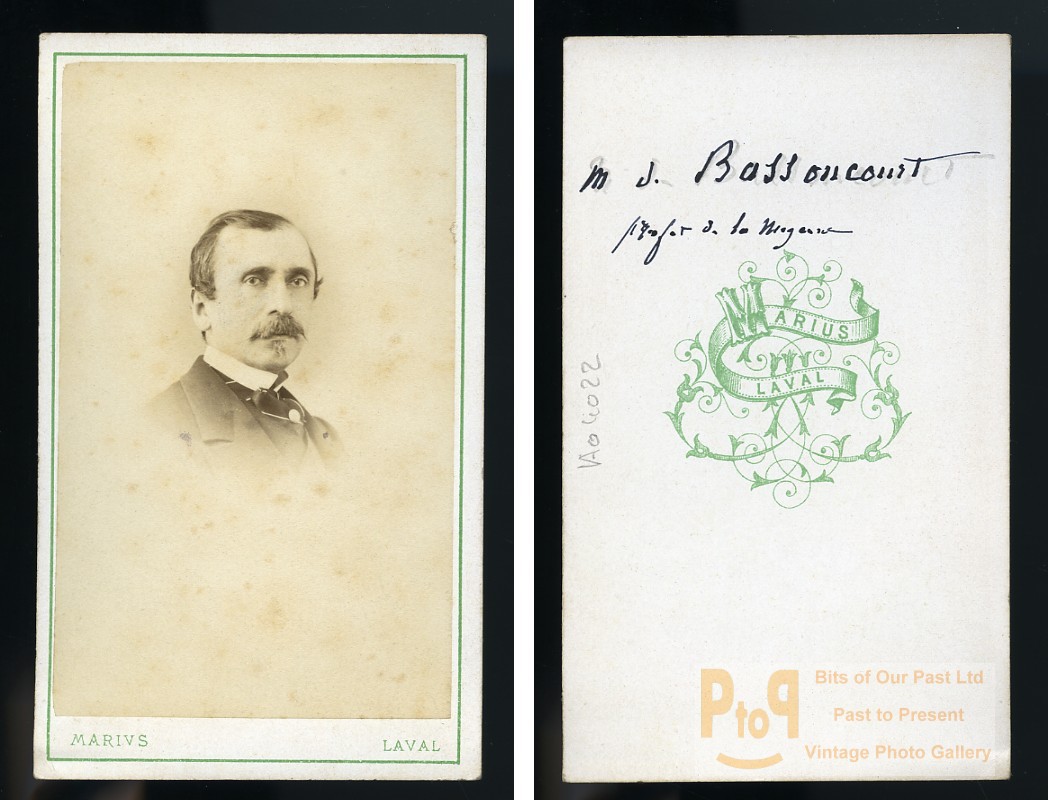 MARIVS
LAVAL
M d. Bassoncourt
préfet de la Mayenne
MARIUS
LAVAL
PtoP
Bits of Our Past Ltd
Past to Present
Vintage Photo Gallery